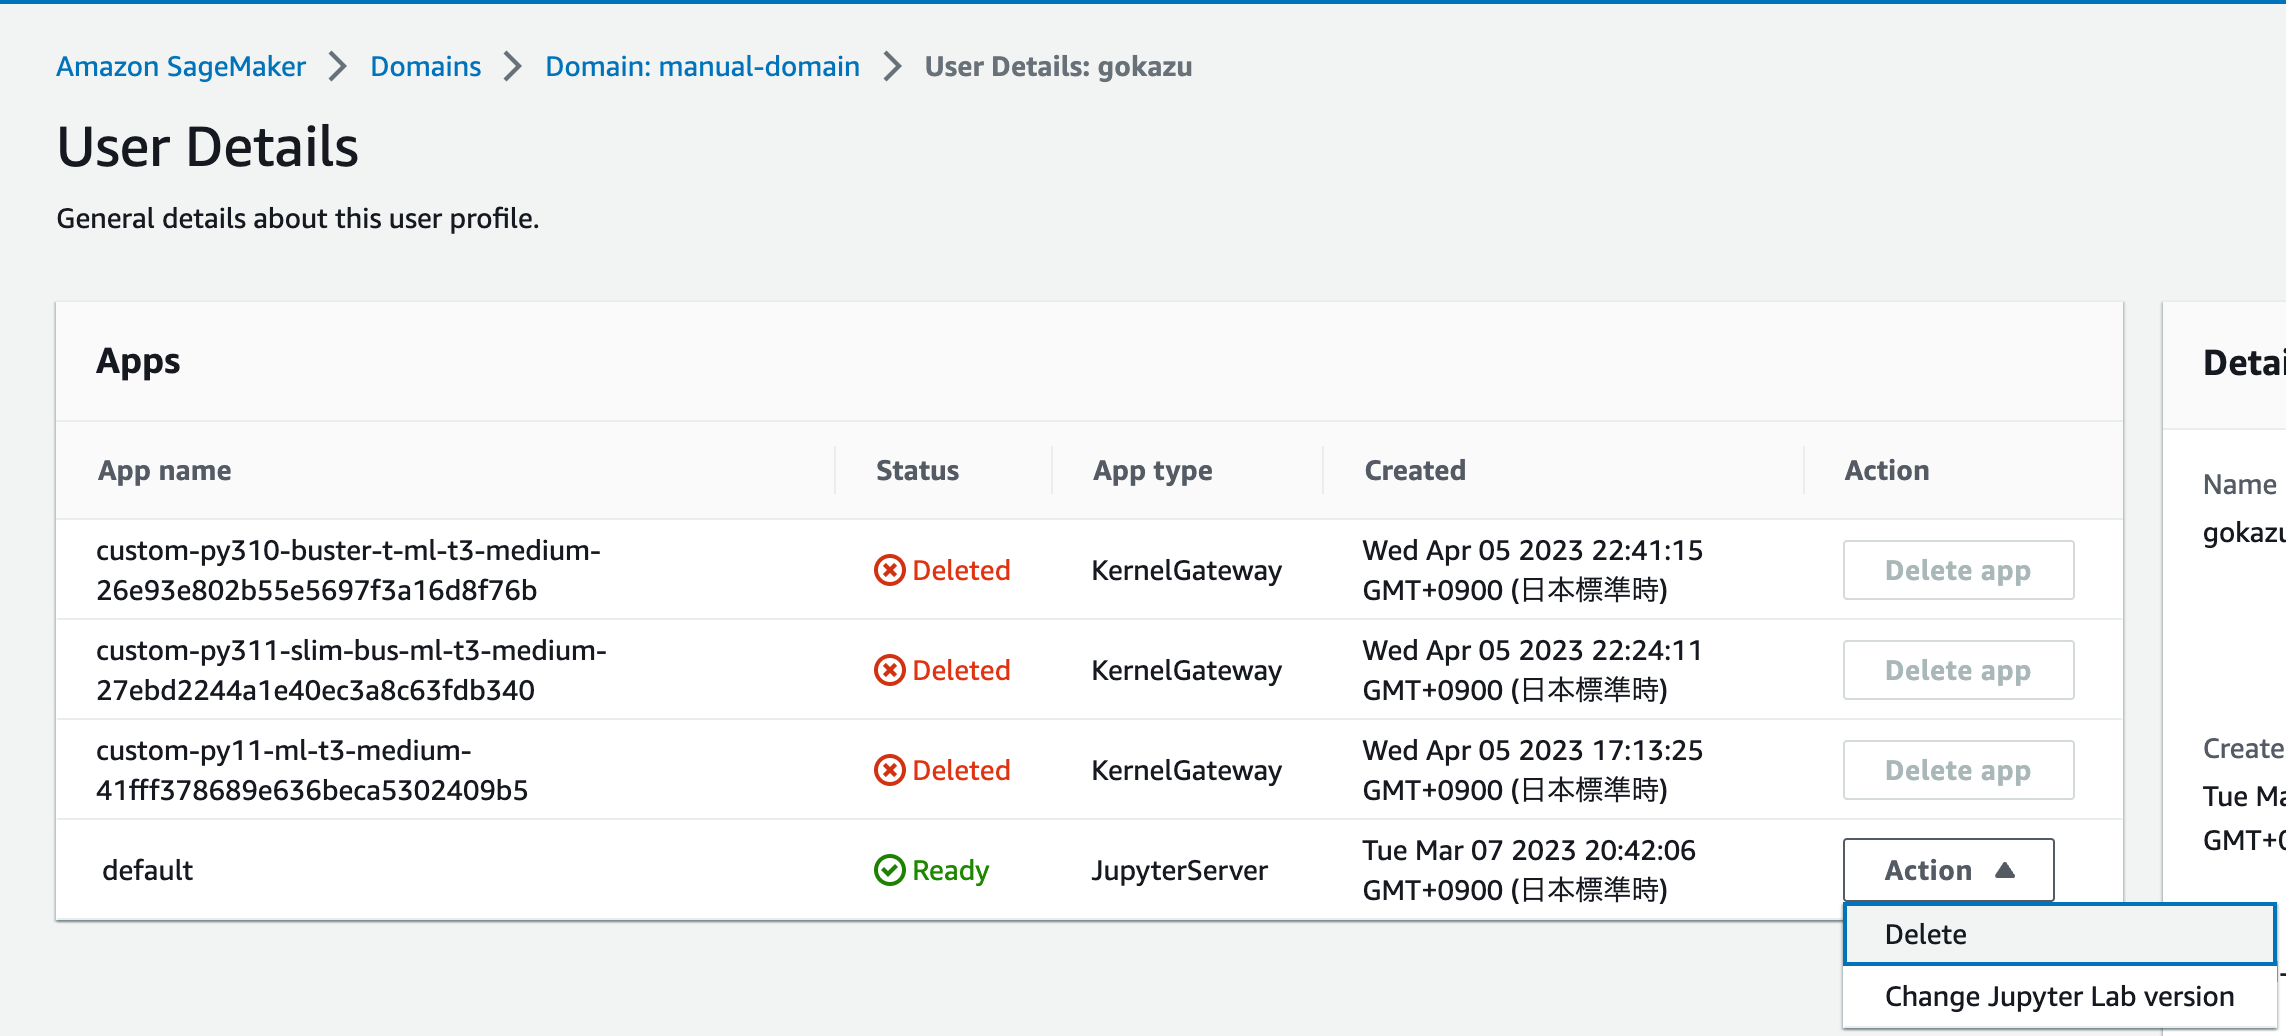 Amazon SageMaker > Domains > Domain: manual-domain > User Details: gokazu
User Details
General details about this user profile.
Apps
App name Status App type Created Action
custom-py310-buster-t-ml-t3-medium-
26e93e802b55e5697f3a16d8f76b
Deleted
KernelGateway
Wed Apr 05 2023 22:41:15
GMT+0900 (日本標準時)
Delete app
custom-py311-slim-bus-ml-t3-medium-
27ebd2244a1e40ec3a8c63fdb340
Deleted
KernelGateway
Wed Apr 05 2023 22:24:11
GMT+0900 (日本標準時)
Delete app
custom-py11-ml-t3-medium-
41fff378689e636beca5302409b5
Deleted
KernelGateway
Wed Apr 05 2023 17:13:25
GMT+0900 (日本標準時)
Delete app
default
Ready
JupyterServer
Tue Mar 07 2023 20:42:06
GMT+0900 (日本標準時)
Action
Delete
Change Jupyter Lab version
Detai
Name
gokazu
Create
Tue Ma
GMT+0